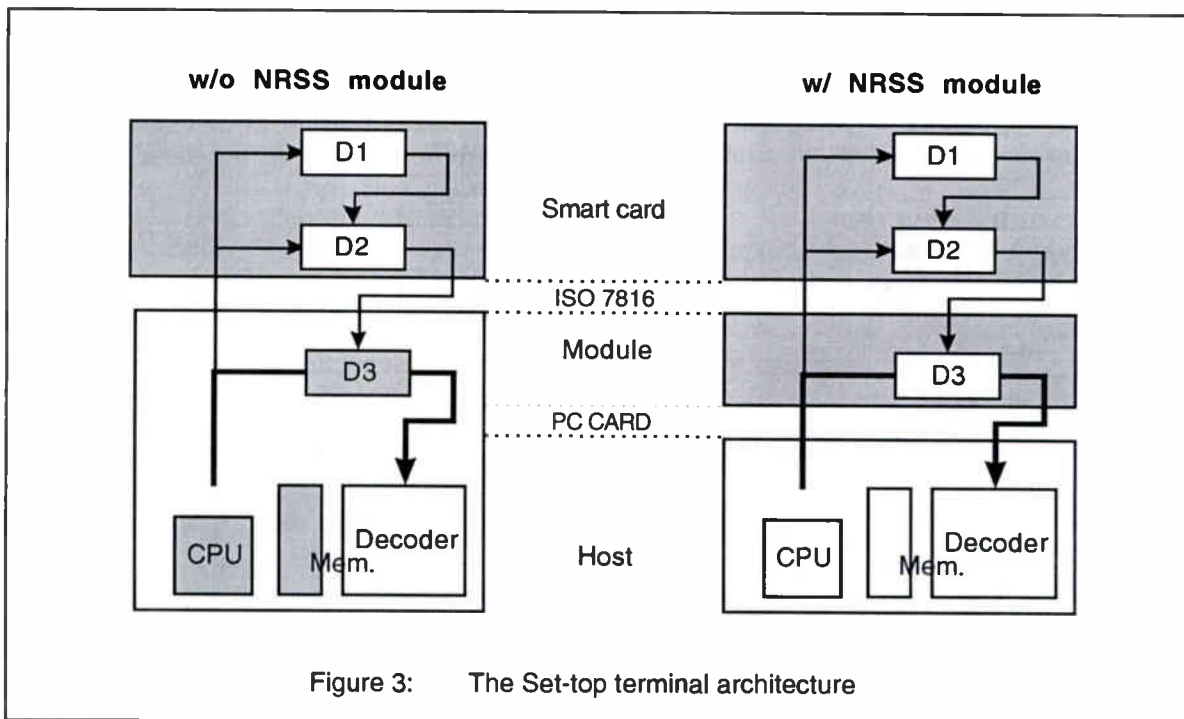 w/o NRSS module
w/ NRSS module
D1
D2
D3
CPU
Mem.
Decoder
Smart card
ISO 7816
Module
PC CARD
Host
D1
D2
D3
CPU
Mem.
Decoder
Figure 3: The Set-top terminal architecture